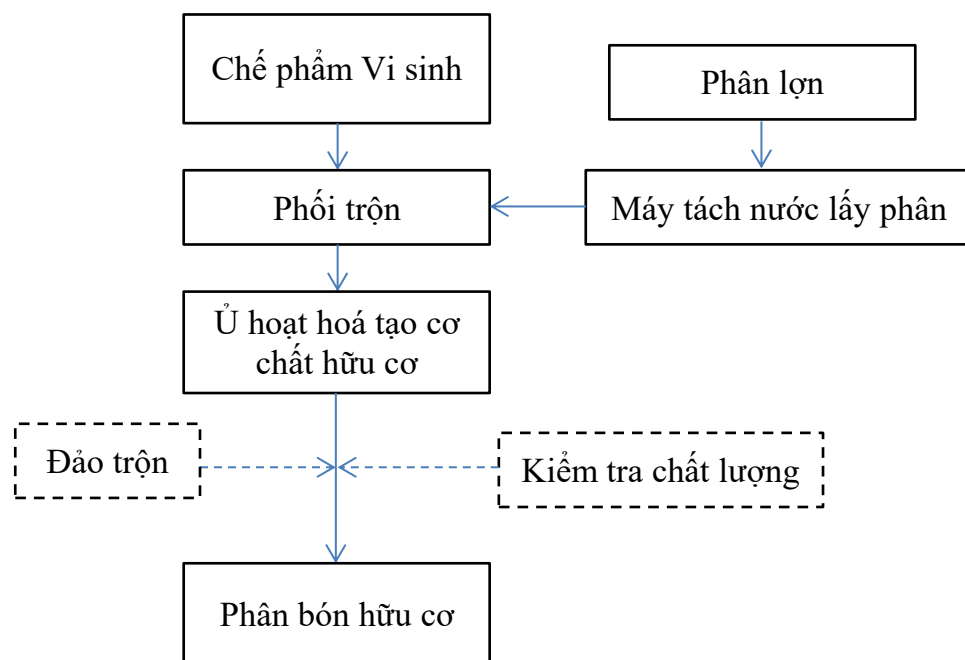 Chế phẩm Vi sinh
Phân lợn
Phối trộn
Máy tách nước lấy phân
Ủ hoạt hoá tạo cơ
chất hữu cơ
Đảo trộn
Kiểm tra chất lượng
Phân bón hữu cơ